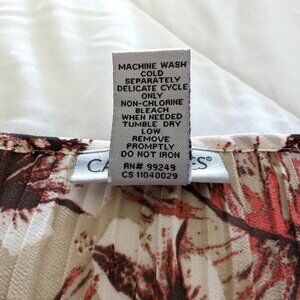 MACHINE WASH
COLD
SEPARATELY
DELICATE CYCLE
ONLY
NON-CHLORINE
BLEACH
WHEN NEEDED
TUMBLE DRY
LOW
REMOVE
PROMPTLY
DO NOT IRON
RN# 99249
CS 11040029